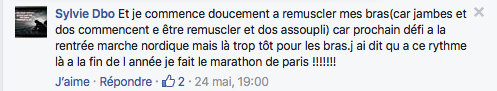 Sylvie Dbo Et je commence doucement a remuscler mes bras(car jambes et
dos commencent e être remuscler et dos assoupli) car prochain défi a la
rentrée marche nordique mais là trop tôt pour les bras.j ai dit qu a ce rythme
là a la fin de l année je fait le marathon de paris !!!!!!!
J'aime · Répondre · 2 · 24 mai, 19:00